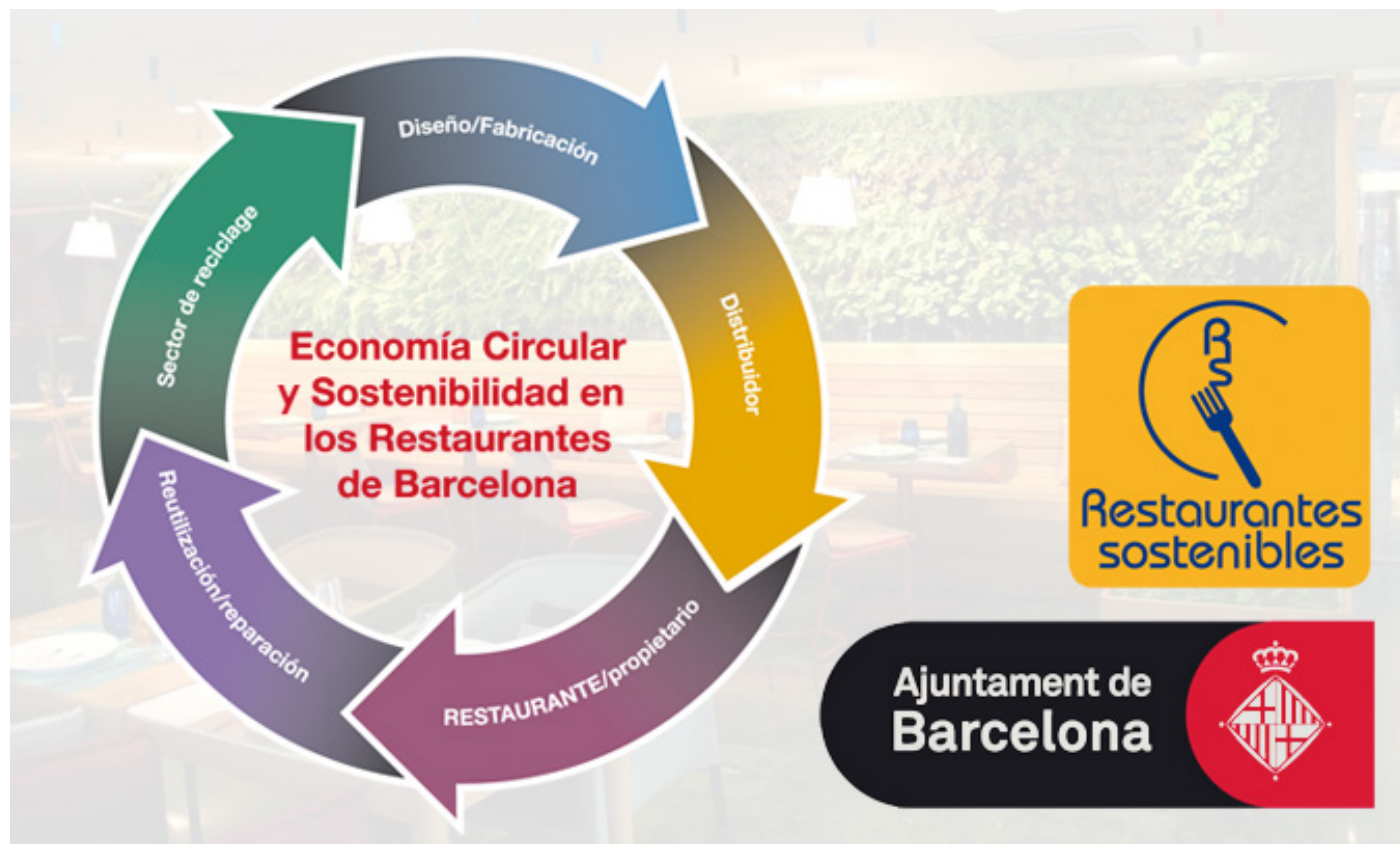 Diseño/Fabricación
Distribuidor
RESTAURANTE/propietario
Reutilización/reparación
Sector de reciclage
Economía Circular
y Sostenibilidad en
los Restaurantes
de Barcelona
RS
Restaurantes
sostenibles
Ajuntament de
Barcelona